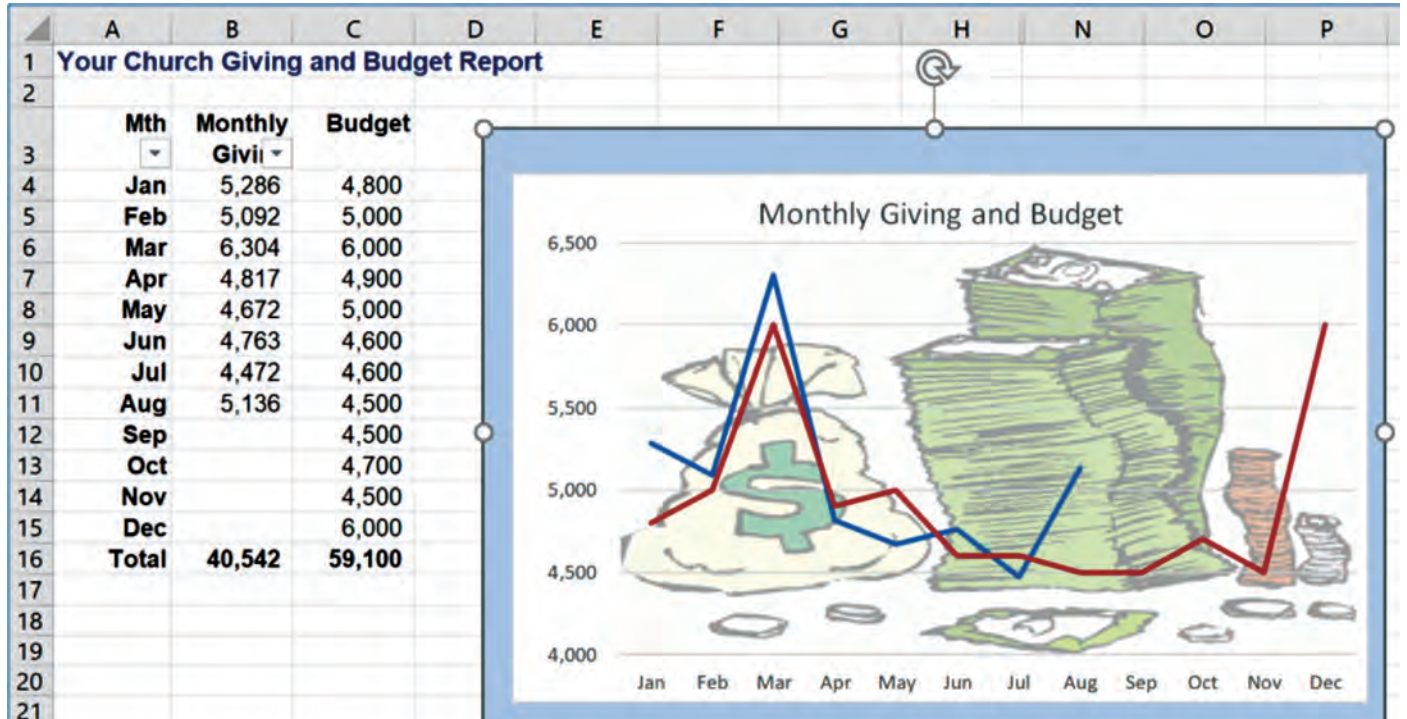 A B C D E F G H N O P
1 Your Church Giving and Budget Report
2
Mth Monthly Budget
3 Givi
4 Jan 5,286 4,800
5 Feb 5,092 5,000
6 Mar 6,304 6,000
7 Apr 4,817 4,900
8 May 4,672 5,000
9 Jun 4,763 4,600
10 Jul 4,472 4,600
11 Aug 5,136 4,500
12 Sep 4,500
13 Oct 4,700
14 Nov 4,500
15 Dec 6,000
16 Total 40,542 59,100
17
18
19
20
21
Monthly Giving and Budget
6,500
6,000
5,500
5,000
4,500
4,000
Jan Feb Mar Apr May Jun Jul Aug Sep Oct Nov Dec
$